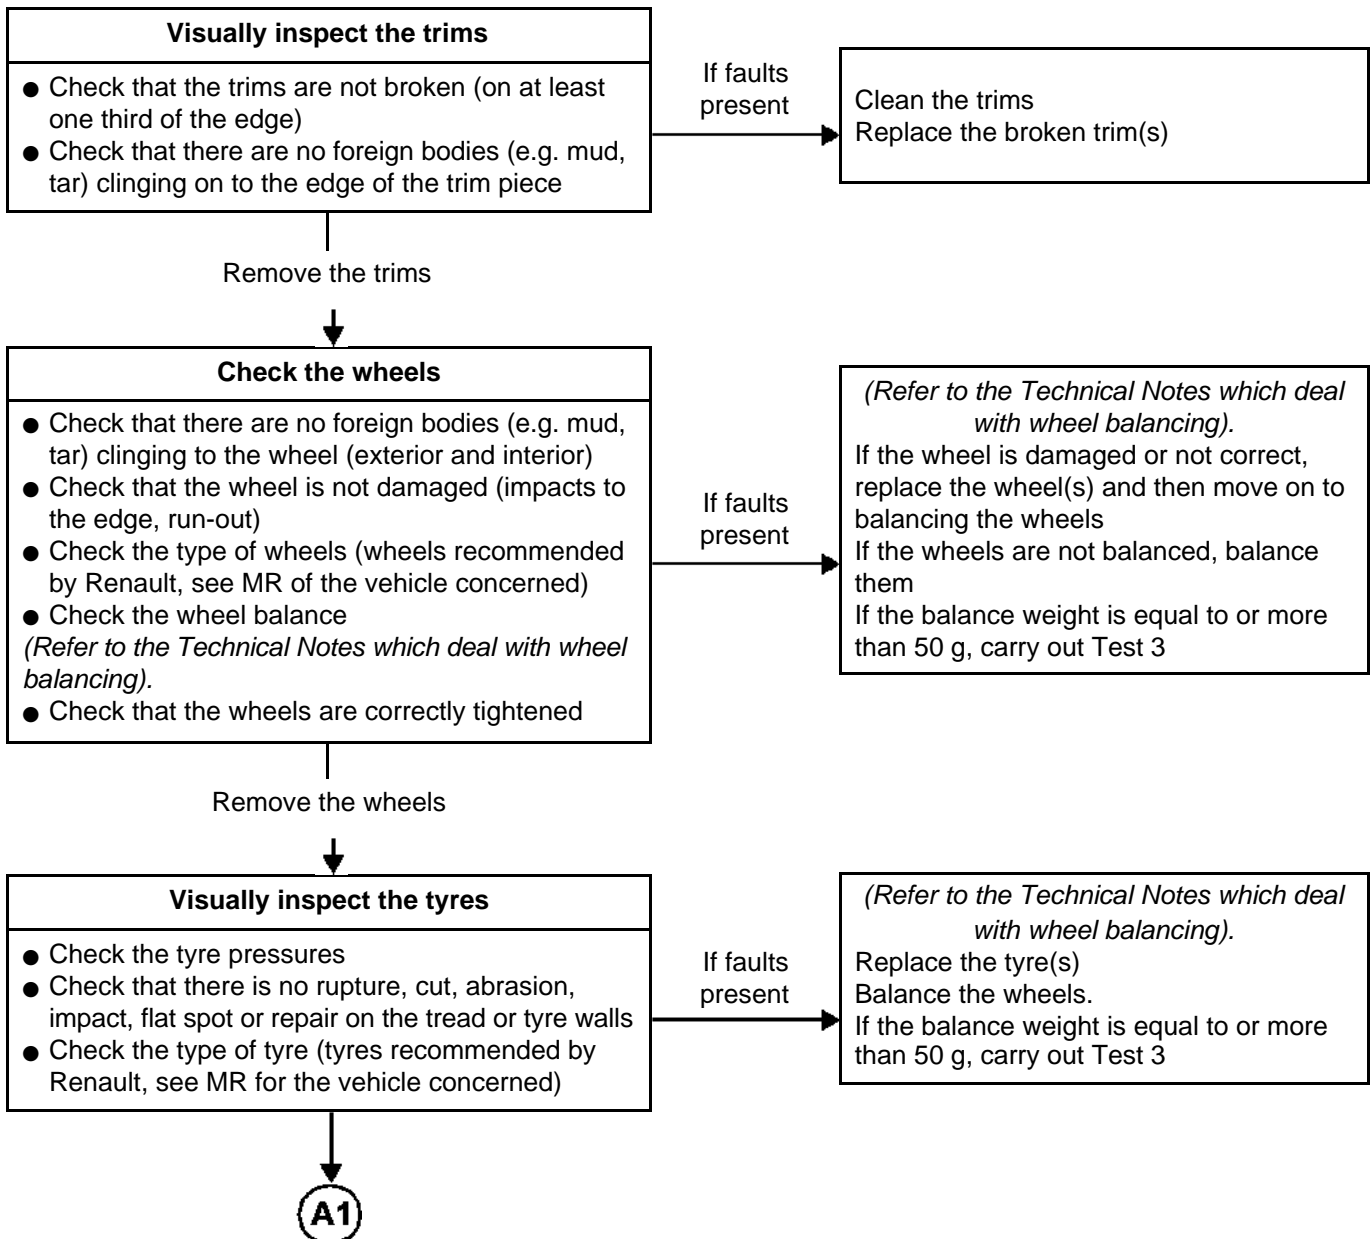 Visually inspect the trims
● Check that the trims are not broken (on at least
one third of the edge)
● Check that there are no foreign bodies (e.g. mud,
tar) clinging on to the edge of the trim piece
If faults
present
Clean the trims
Replace the broken trim(s)
Remove the trims
Check the wheels
● Check that there are no foreign bodies (e.g. mud,
tar) clinging to the wheel (exterior and interior)
● Check that the wheel is not damaged (impacts to
the edge, run-out)
● Check the type of wheels (wheels recommended
by Renault, see MR of the vehicle concerned)
● Check the wheel balance
(Refer to the Technical Notes which deal with wheel
balancing).
● Check that the wheels are correctly tightened
If faults
present
(Refer to the Technical Notes which deal
with wheel balancing).
If the wheel is damaged or not correct,
replace the wheel(s) and then move on to
balancing the wheels
If the wheels are not balanced, balance
them
If the balance weight is equal to or more
than 50 g, carry out Test 3
Remove the wheels
Visually inspect the tyres
● Check the tyre pressures
● Check that there is no rupture, cut, abrasion,
impact, flat spot or repair on the tread or tyre walls
● Check the type of tyre (tyres recommended by
Renault, see MR for the vehicle concerned)
If faults
present
(Refer to the Technical Notes which deal
with wheel balancing).
Replace the tyre(s)
Balance the wheels.
If the balance weight is equal to or more
than 50 g, carry out Test 3
A1